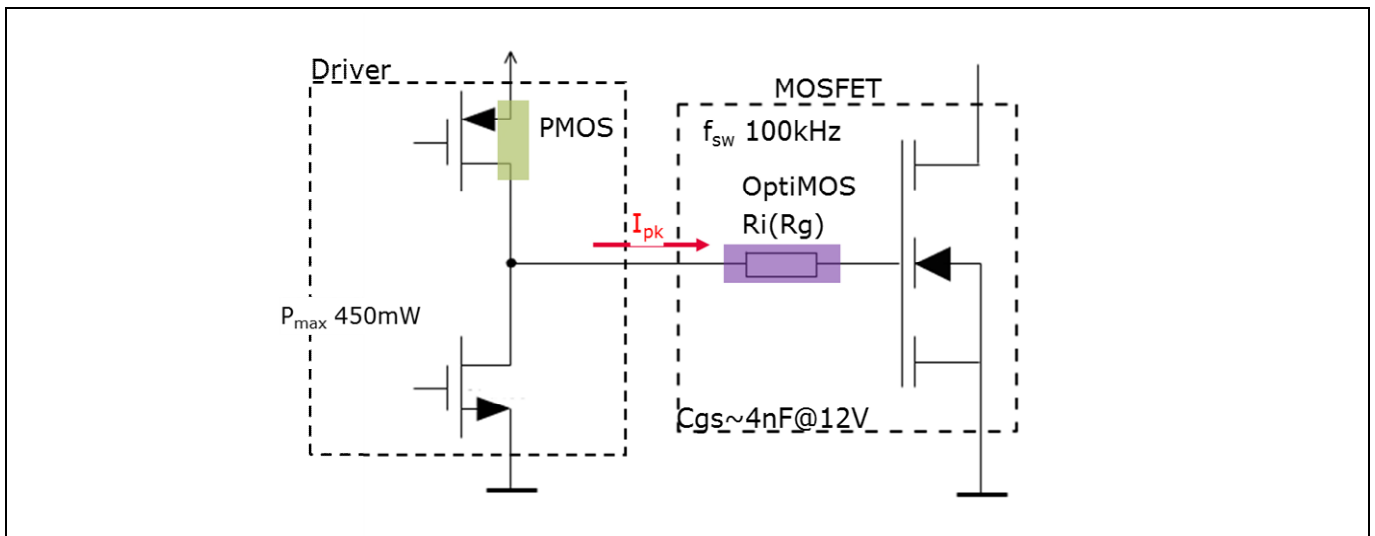 Driver
MOSFET
PMOS
fsw 100kHz
OptiMOS
Ri(Rg)
Ipk
Pmax 450mW
Cgs~4nF@12V